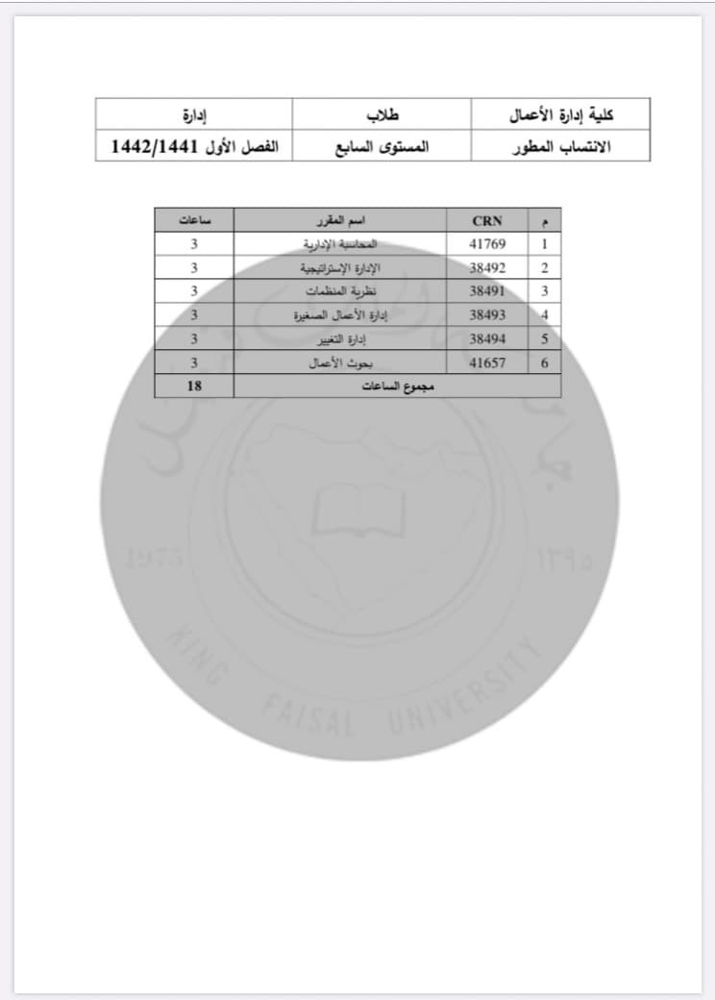 كلية إدارة الأعمال طلاب إدارة
الانتساب المطور المستوى السابع الفصل الأول 1442/1441
م CRN اسم المقرر ساعات
1 41769 المحاسبة الإدارية 3
2 38492 الإدارة الإستراتيجية 3
3 38491 نظرية المنظمات 3
4 38493 إدارة الأعمال الصغيرة 3
5 38494 إدارة التغيير 3
6 41657 بحوث الأعمال 3
مجموع الساعات 18
1975 ١٣٩٥
KING FAISAL UNIVERSITY